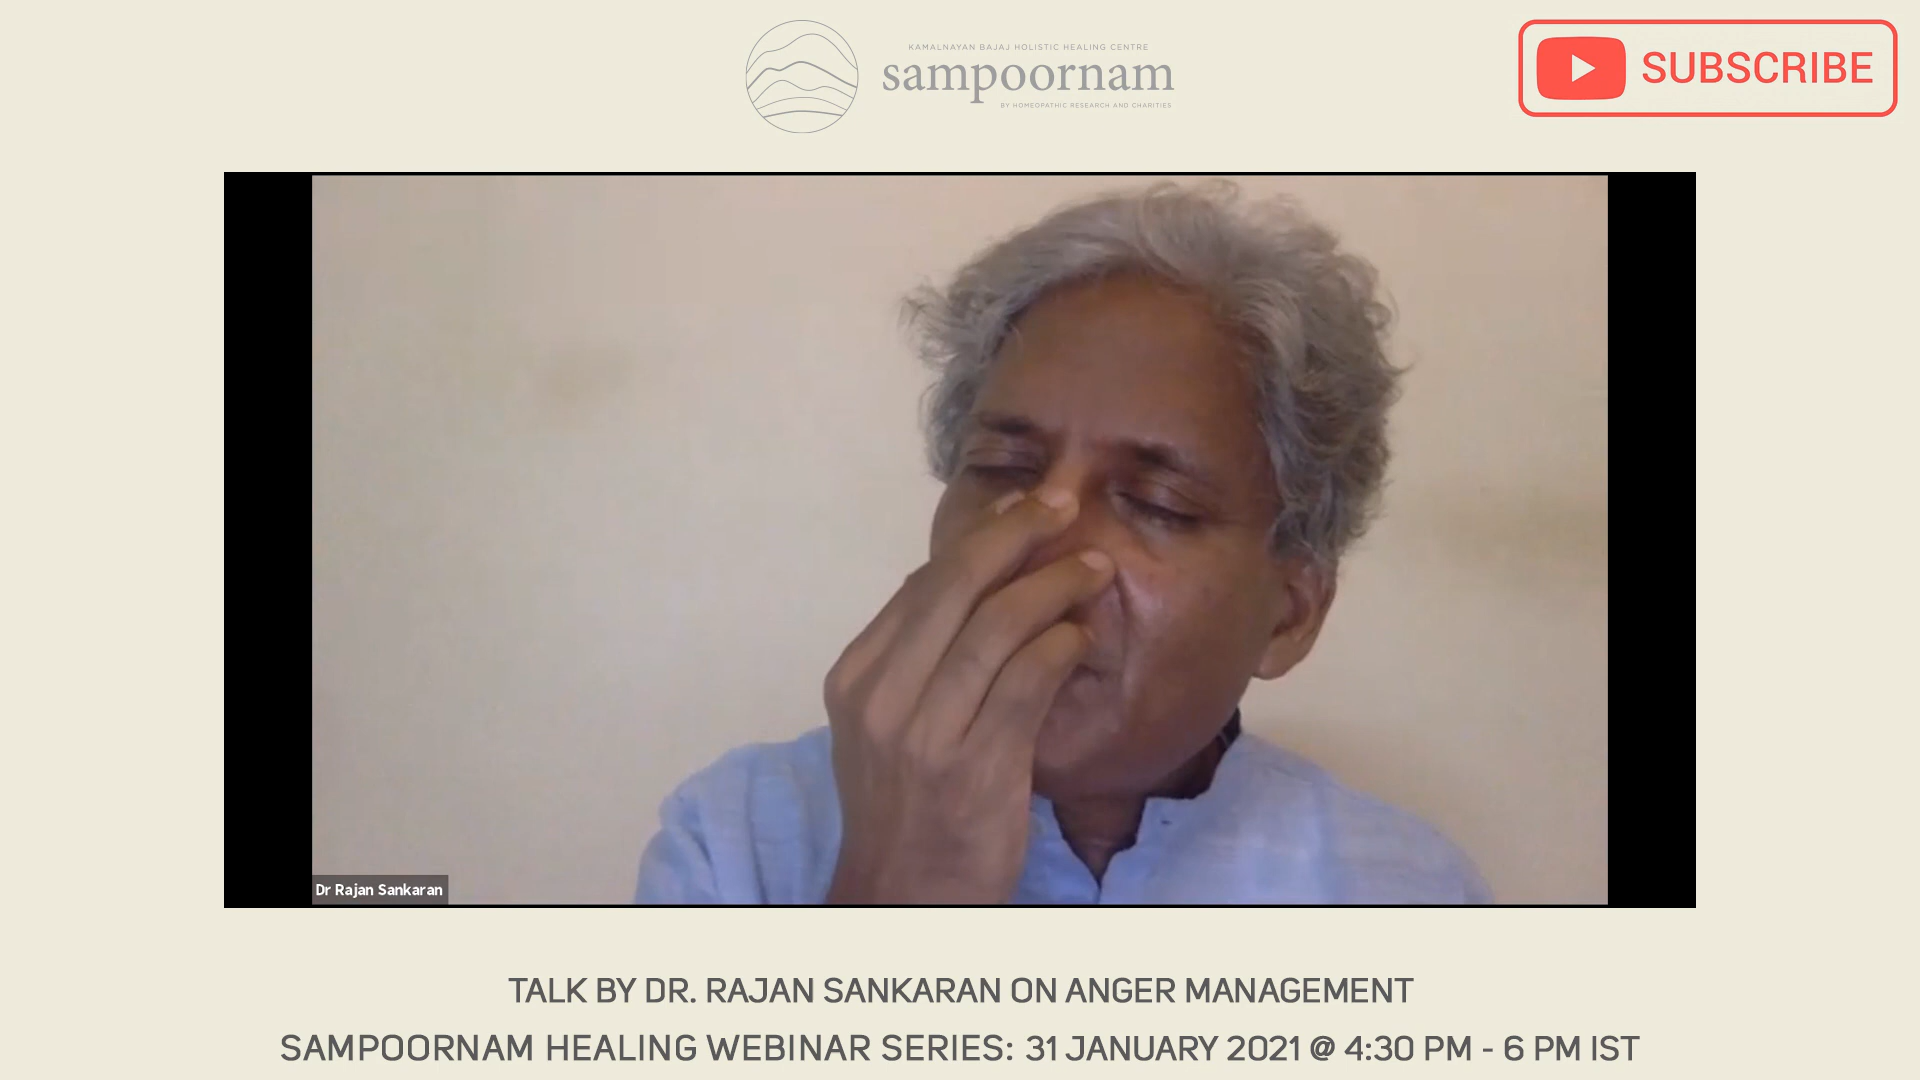 KAMALNAYAN BAJAJ HOLISTIC HEALING CENTRE
sampoornam
BY HOMEOPATHIC RESEARCH AND CHARITIES
SUBSCRIBE
Dr Rajan Sankaran
TALK BY DR. RAJAN SANKARAN ON ANGER MANAGEMENT
SAMPOORNAM HEALING WEBINAR SERIES: 31 JANUARY 2021 @ 4:30 PM - 6 PM IST